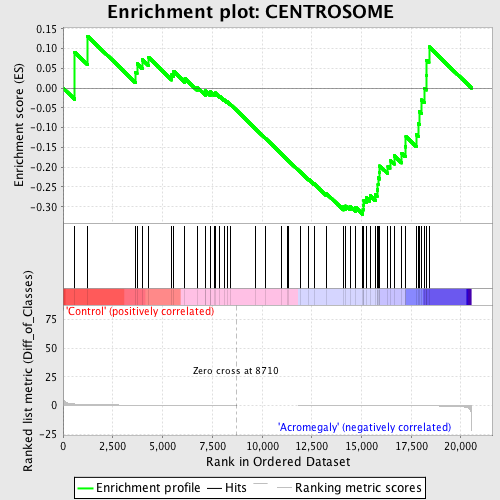 Enrichment plot: CENTROSOME
Enrichment score (ES)
0.15
0.10
0.05
0.00
-0.05
-0.10
-0.15
-0.20
-0.25
-0.30
'Control' (positively correlated)
Ranked list metric (Diff_of_Classes)
75
50
25
0
-25
Zero cross at 8710
'Acromegaly' (negatively correlated)
0
2,500
5,000
7,500
10,000
12,500
15,000
17,500
20,000
Rank in Ordered Dataset
Enrichment profile
Hits
Ranking metric scores